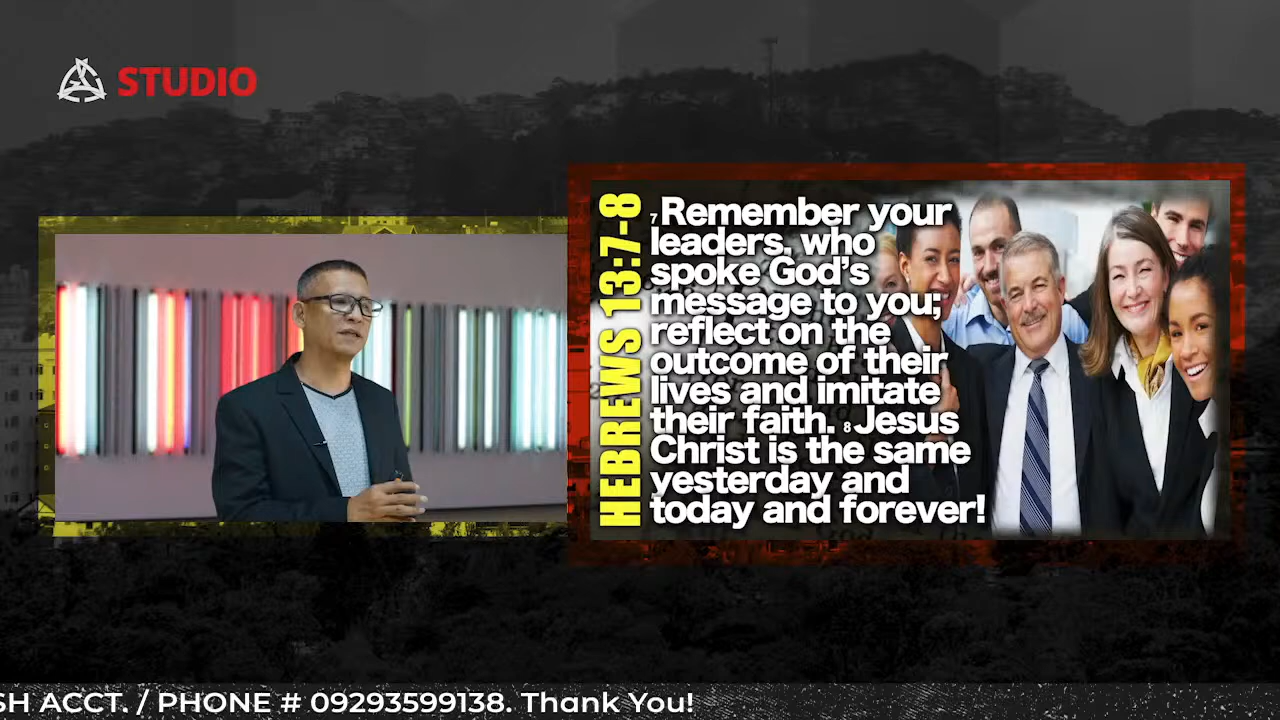 STUDIO
HEBREWS 13:7-8
7 Remember your
leaders, who
spoke God's
message to you;
reflect on the
outcome of their
lives and imitate
their faith. 8 Jesus
Christ is the same
yesterday and
today and forever!
SH ACCT. / PHONE # 09293599138. Thank You!